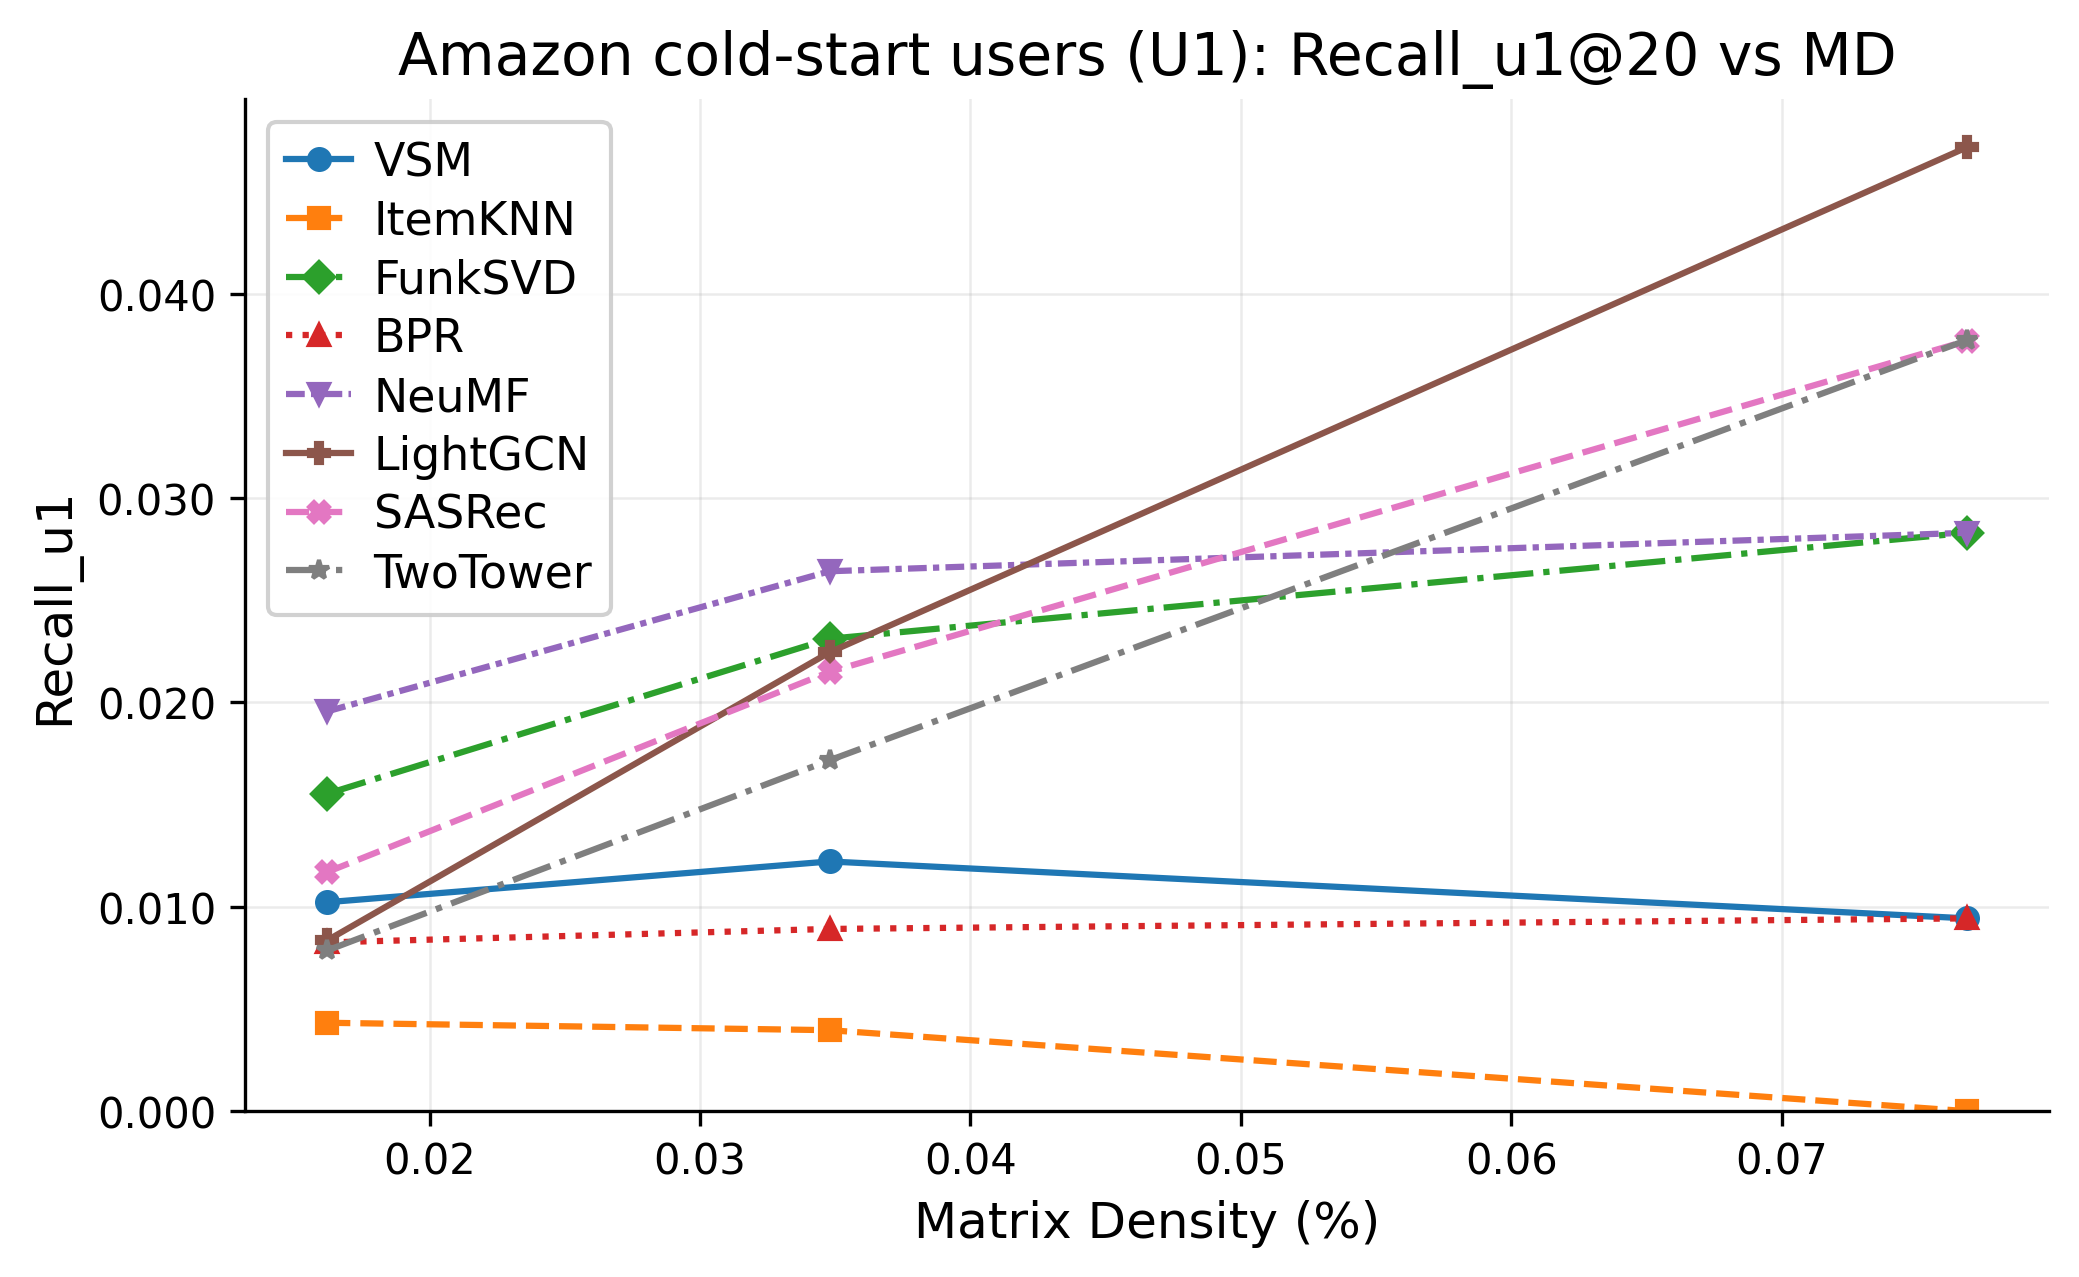 Amazon cold-start users (U1): Recall_u1@20 vs MD
VSM
ItemKNN
FunkSVD
BPR
NeuMF
LightGCN
SASRec
TwoTower
Recall_u1
0.040
0.030
0.020
0.010
0.000
0.02 0.03 0.04 0.05 0.06 0.07
Matrix Density (%)